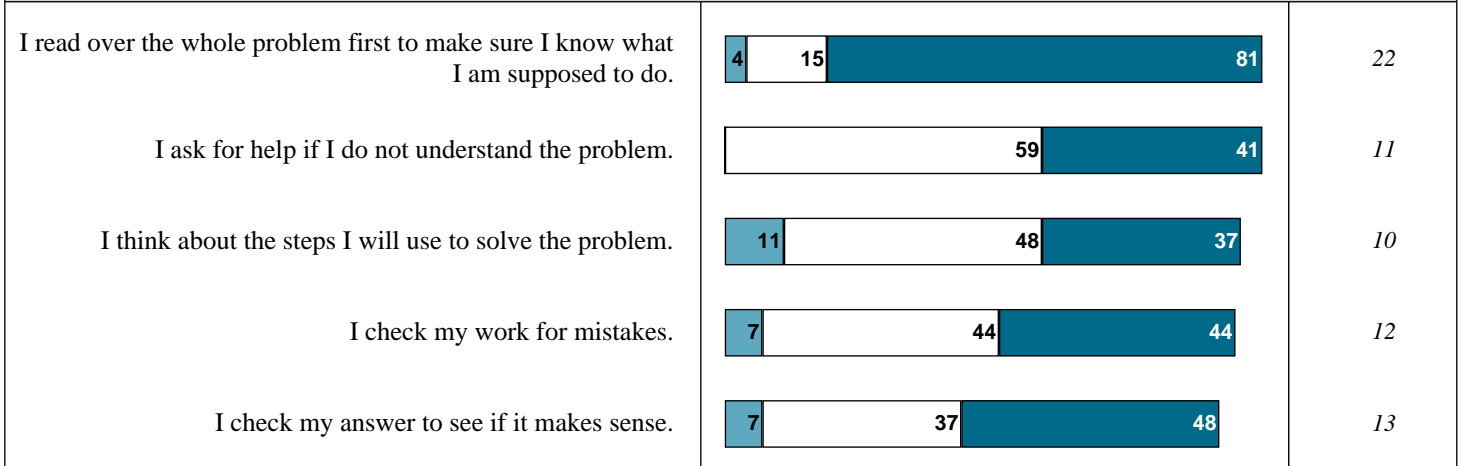 I read over the whole problem first to make sure I know what
I am supposed to do.
4 15 81 22
I ask for help if I do not understand the problem.
59 41 11
I think about the steps I will use to solve the problem.
11 48 37 10
I check my work for mistakes.
7 44 44 12
I check my answer to see if it makes sense.
7 37 48 13